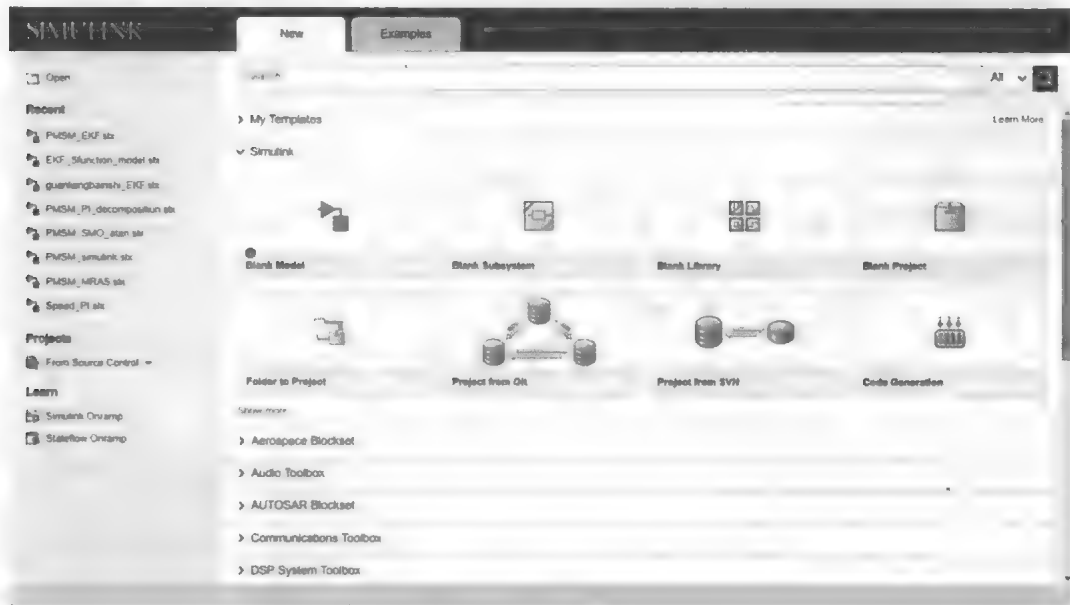 SIMULINK
New
Examples
Open
All
Recent
PMSM_EKF.slx
EKF_Sfunction_model.slx
PMSM_PI_decomposition.slx
PMSM_SMO_atan.slx
PMSM_simulink.slx
PMSM_MRAS.slx
Speed_PI.slx
Projects
From Source Control
Learn
Simulink Onramp
Stateflow Onramp
My Templates
Learn More
Simulink
Blank Model
Blank Subsystem
Blank Library
Blank Project
Folder to Project
Project from Git
Project from SVN
Code Generation
Show more
Aerospace Blockset
Audio Toolbox
AUTOSAR Blockset
Communications Toolbox
DSP System Toolbox